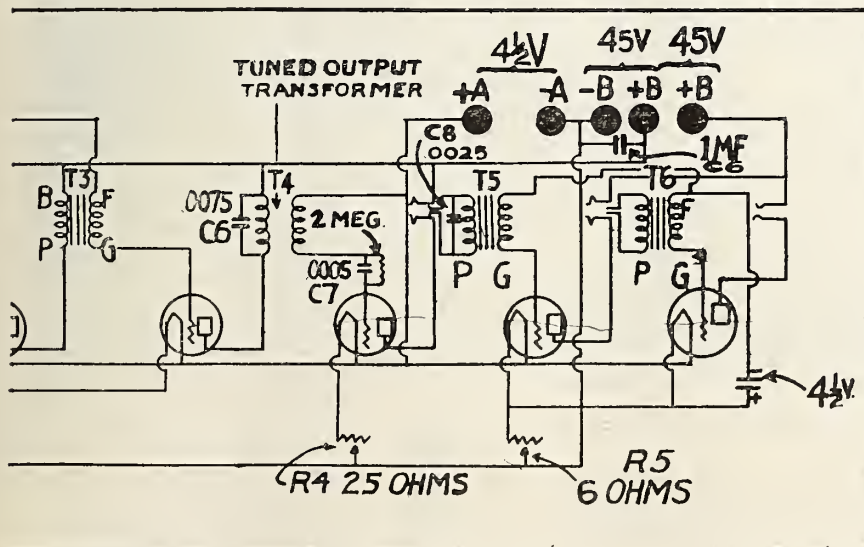 4½V 45V 45V
TUNED OUTPUT
TRANSFORMER
+A -A -B +B +B
C8
.0025
1MF
C6
T3 T4 T5 T6
B F
.0075
C6
2 MEG.
F
P G
.0005
C7
P G
P G
4½V.
+
R4 25 OHMS
R5
6 OHMS